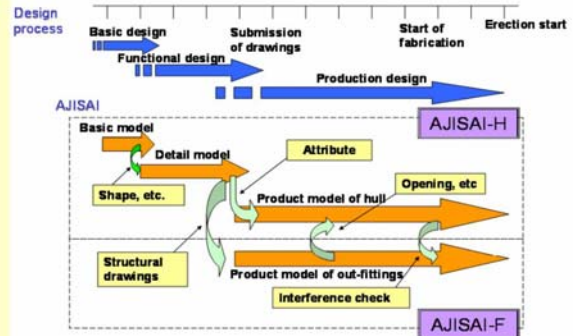 Design
process
Erection start
Basic design
Submission
of drawings
Start of
fabrication
Functional design
Production design
AJISAI
AJISAI-H
Basic model
Detail model
Attribute
Opening, etc
Shape, etc.
Product model of hull
Structural
drawings
Product model of out-fittings
Interference check
AJISAI-F